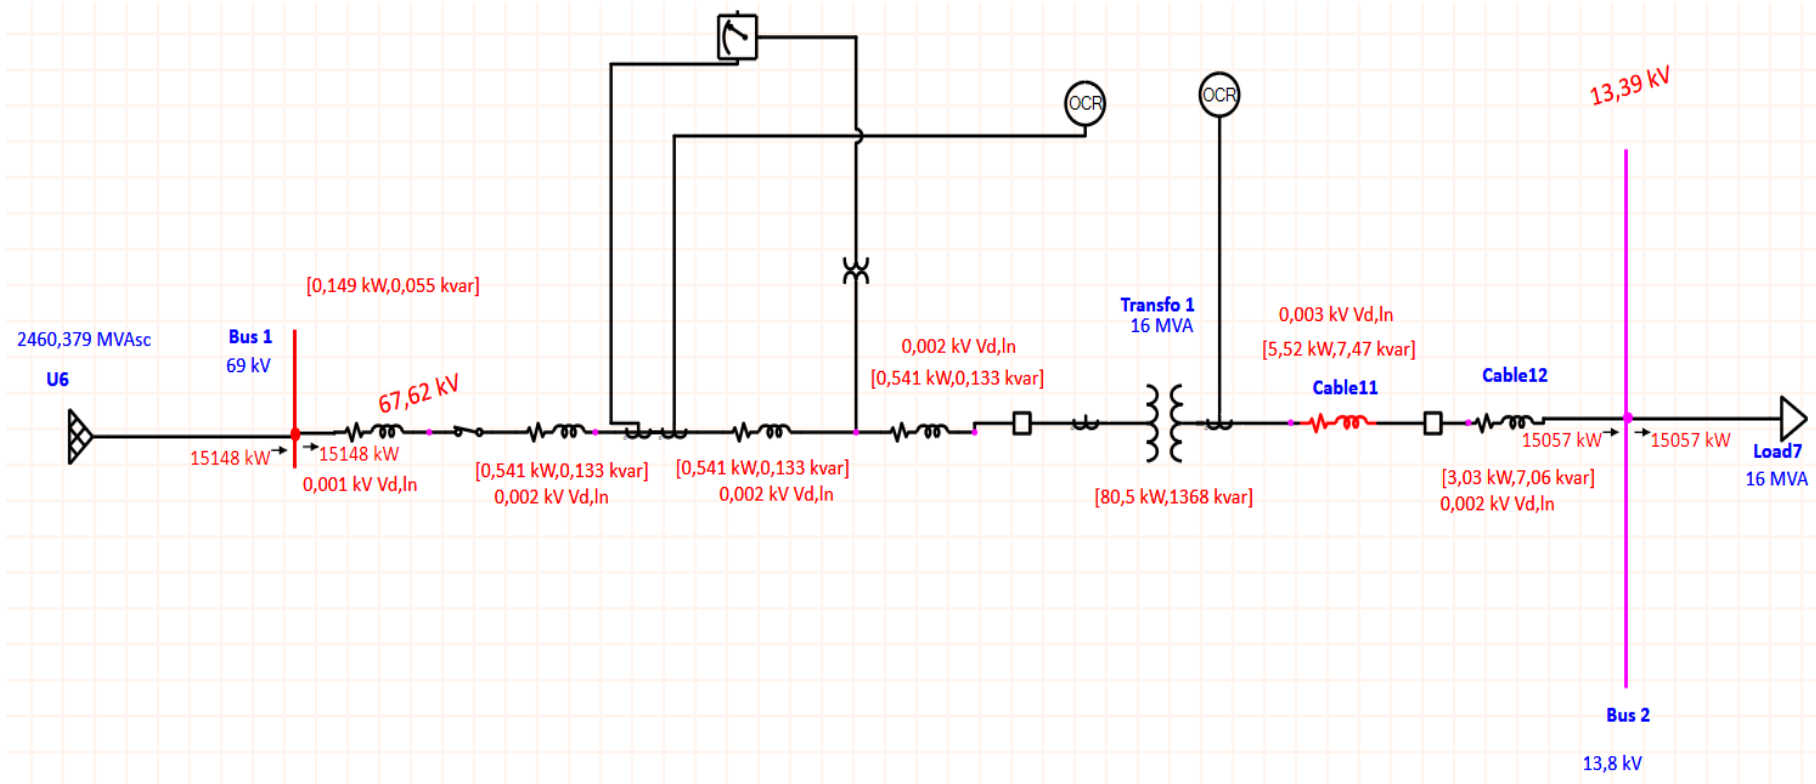 OCR
OCR
13,39 kV
[0,149 kW,0,055 kvar]
2460,379 MVAsc
U6
Bus 1
69 kV
67,62 kV
15148 kW
15148 kW
0,001 kV Vd,ln
[0,541 kW,0,133 kvar]
0,002 kV Vd,ln
[0,541 kW,0,133 kvar]
0,002 kV Vd,ln
0,002 kV Vd,ln
[0,541 kW,0,133 kvar]
Transfo 1
16 MVA
[80,5 kW,1368 kvar]
0,003 kV Vd,ln
[5,52 kW,7,47 kvar]
Cable11
Cable12
[3,03 kW,7,06 kvar]
0,002 kV Vd,ln
15057 kW
15057 kW
Load7
16 MVA
Bus 2
13,8 kV